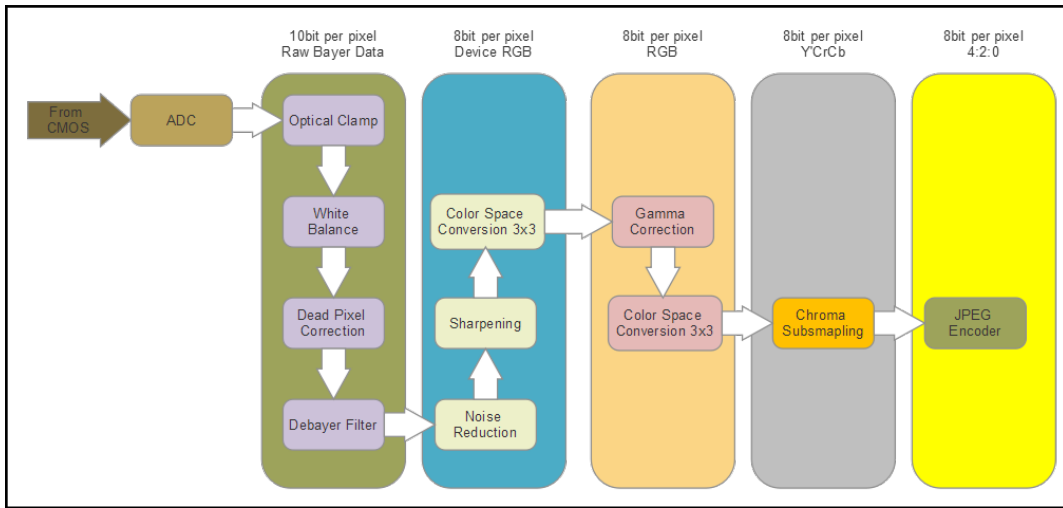 10bit per pixel
Raw Bayer Data
8bit per pixel
Device RGB
8bit per pixel
RGB
8bit per pixel
Y'CrCb
8bit per pixel
4:2:0
From
CMOS
ADC
Optical Clamp
White
Balance
Dead Pixel
Correction
Debayer Filter
Color Space
Conversion 3x3
Sharpening
Noise
Reduction
Gamma
Correction
Color Space
Conversion 3x3
Chroma
Subsmapling
JPEG
Encoder